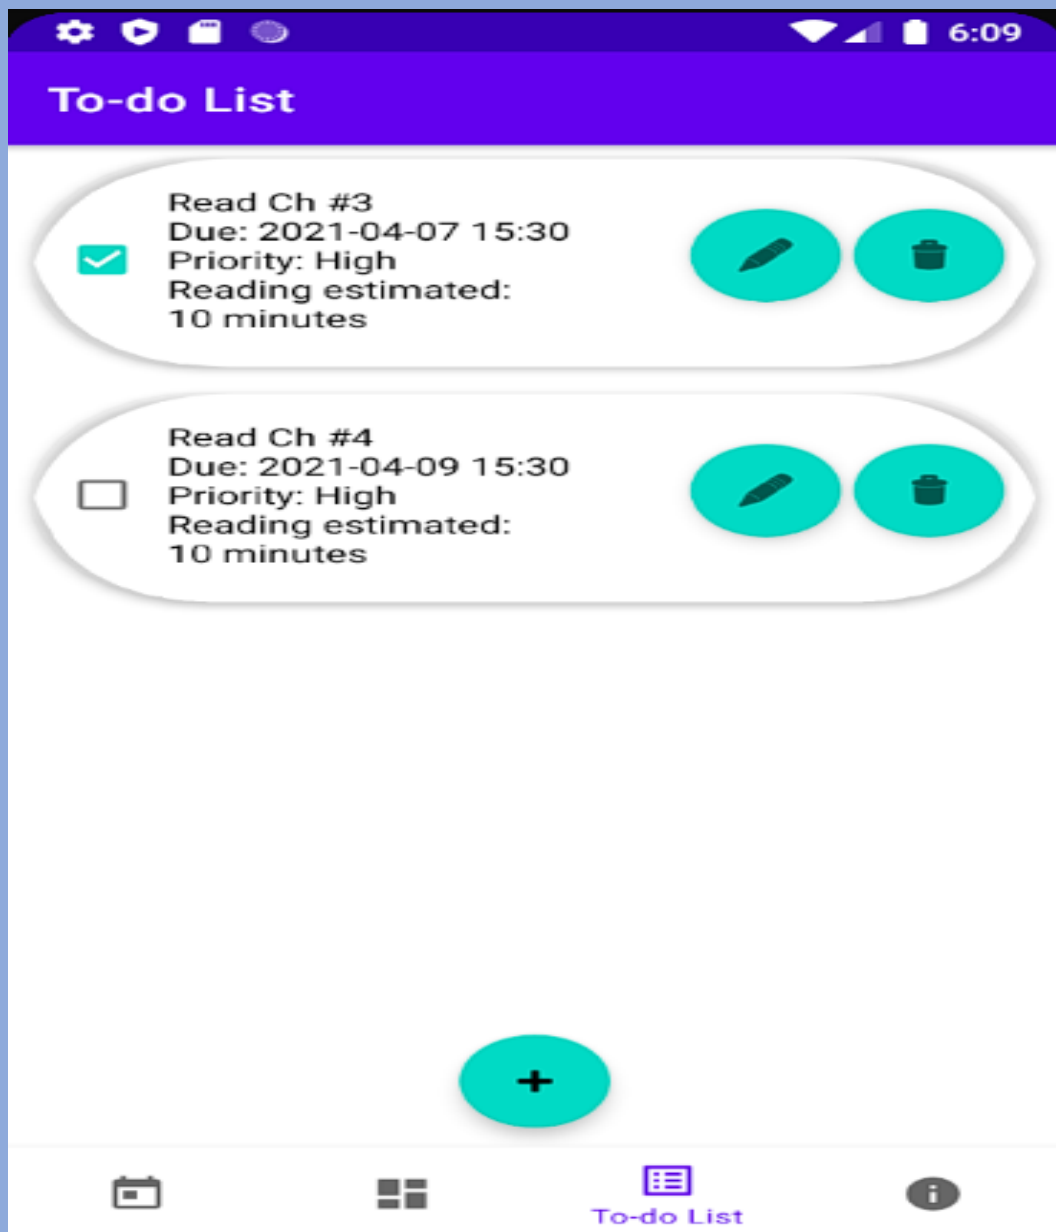 6:09
To-do List
Read Ch #3
Due: 2021-04-07 15:30
Priority: High
Reading estimated:
10 minutes
Read Ch #4
Due: 2021-04-09 15:30
Priority: High
Reading estimated:
10 minutes
+
To-do List